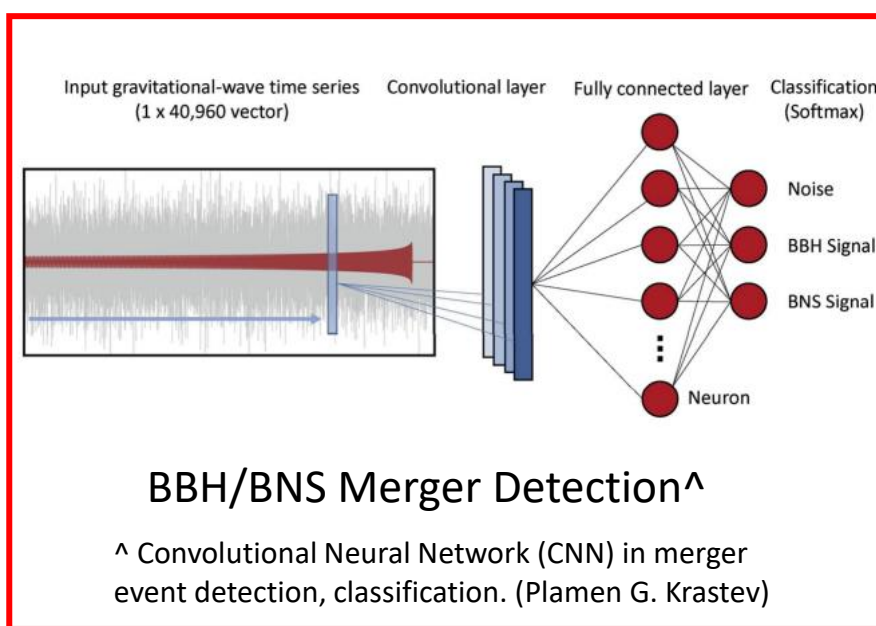 Input gravitational-wave time series
(1 x 40,960 vector)
Convolutional layer
Fully connected layer
Classification
(Softmax)
Noise
BBH Signal
BNS Signal
Neuron
BBH/BNS Merger Detection^
^ Convolutional Neural Network (CNN) in merger
event detection, classification. (Plamen G. Krastev)